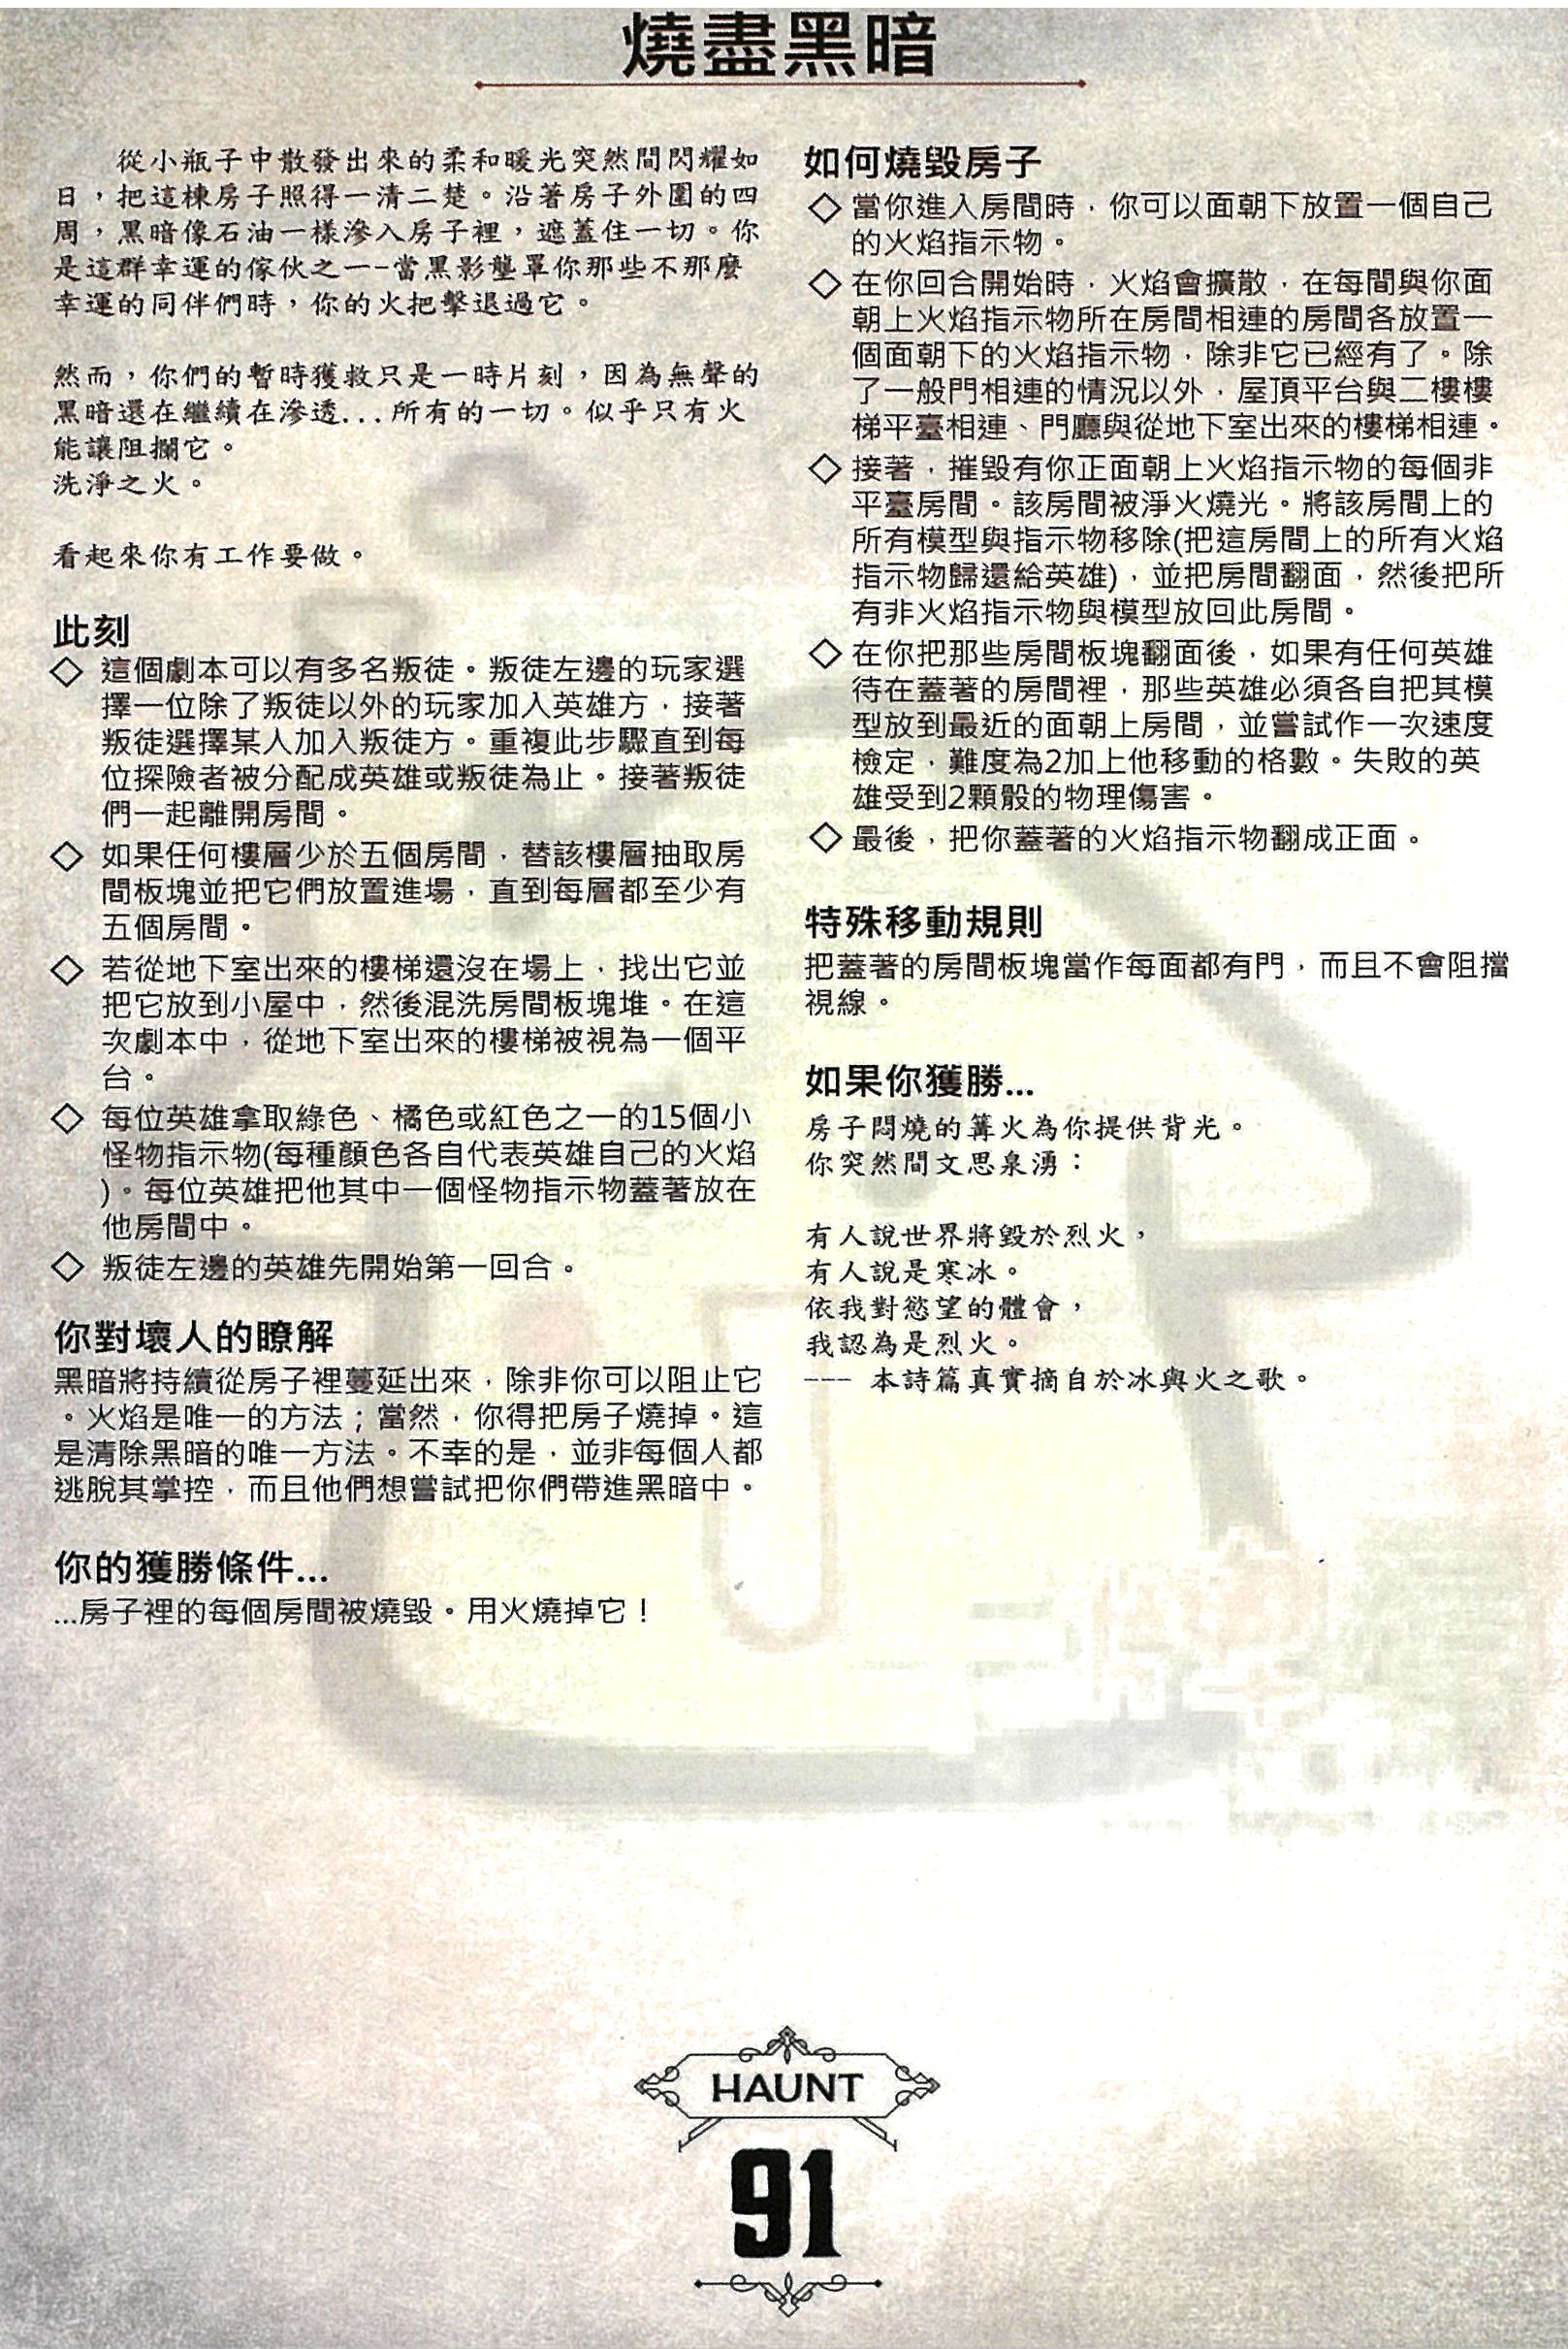 燒盡黑暗
從小瓶子中散發出來的柔和暖光突然間閃耀如
日，把這棟房子照得一清二楚。沿著房子外圍的四
周，黑暗像石油一樣滲入房子裡，遮蓋住一切。你
是這群幸運的傢伙之一-當黑影壟罩你那些不那麼
幸運的同伴們時，你的火把擊退過它。
然而，你們的暫時獲救只是一時片刻，因為無聲的
黑暗還在繼續在滲透...所有的一切。似乎只有火
能讓阻攔它。
洗淨之火。
看起來你有工作要做。
此刻
◇ 這個劇本可以有多名叛徒。叛徒左邊的玩家選
擇一位除了叛徒以外的玩家加入英雄方，接著
叛徒選擇某人加入叛徒方。重複此步驟直到每
位探險者被分配成英雄或叛徒為止。接著叛徒
們一起離開房間。
◇ 如果任何樓層少於五個房間，替該樓層抽取房
間板塊並把它們放置進場，直到每層都至少有
五個房間。
◇ 若從地下室出來的樓梯還沒在場上，找出它並
把它放到小屋中，然後混洗房間板塊堆。在這
次劇本中，從地下室出來的樓梯被視為一個平
台。
◇ 每位英雄拿取綠色、橘色或紅色之一的15個小
怪物指示物(每種顏色各自代表英雄自己的火焰
)。每位英雄把他其中一個怪物指示物蓋著放在
他房間中。
◇ 叛徒左邊的英雄先開始第一回合。
你對壞人的瞭解
黑暗將持續從房子裡蔓延出來，除非你可以阻止它
。火焰是唯一的方法；當然，你得把房子燒掉。這
是清除黑暗的唯一方法。不幸的是，並非每個人都
逃脫其掌控，而且他們想嘗試把你們帶進黑暗中。
你的獲勝條件...
...房子裡的每個房間被燒毀。用火燒掉它！
如何燒毀房子
◇ 當你進入房間時，你可以面朝下放置一個自己
的火焰指示物。
◇ 在你回合開始時，火焰會擴散，在每間與你面
朝上火焰指示物所在房間相連的房間各放置一
個面朝下的火焰指示物，除非它已經有了。除
了一般門相連的情況以外，屋頂平台與二樓樓
梯平臺相連、門廳與從地下室出來的樓梯相連。
◇ 接著，摧毀有你正面朝上火焰指示物的每個非
平臺房間。該房間被淨火燒光。將該房間上的
所有模型與指示物移除(把這房間上的所有火焰
指示物歸還給英雄)，並把房間翻面，然後把所
有非火焰指示物與模型放回此房間。
◇ 在你把那些房間板塊翻面後，如果有任何英雄
待在蓋著的房間裡，那些英雄必須各自把其模
型放到最近的面朝上房間，並嘗試作一次速度
檢定，難度為2加上他移動的格數。失敗的英
雄受到2顆骰的物理傷害。
◇ 最後，把你蓋著的火焰指示物翻成正面。
特殊移動規則
把蓋著的房間板塊當作每面都有門，而且不會阻擋
視線。
如果你獲勝...
房子悶燒的篝火為你提供背光。
你突然間文思泉湧：
有人說世界將毀於烈火，
有人說是寒冰。
依我對慾望的體會，
我認為是烈火。
--- 本詩篇真實摘自於冰與火之歌。
HAUNT
91